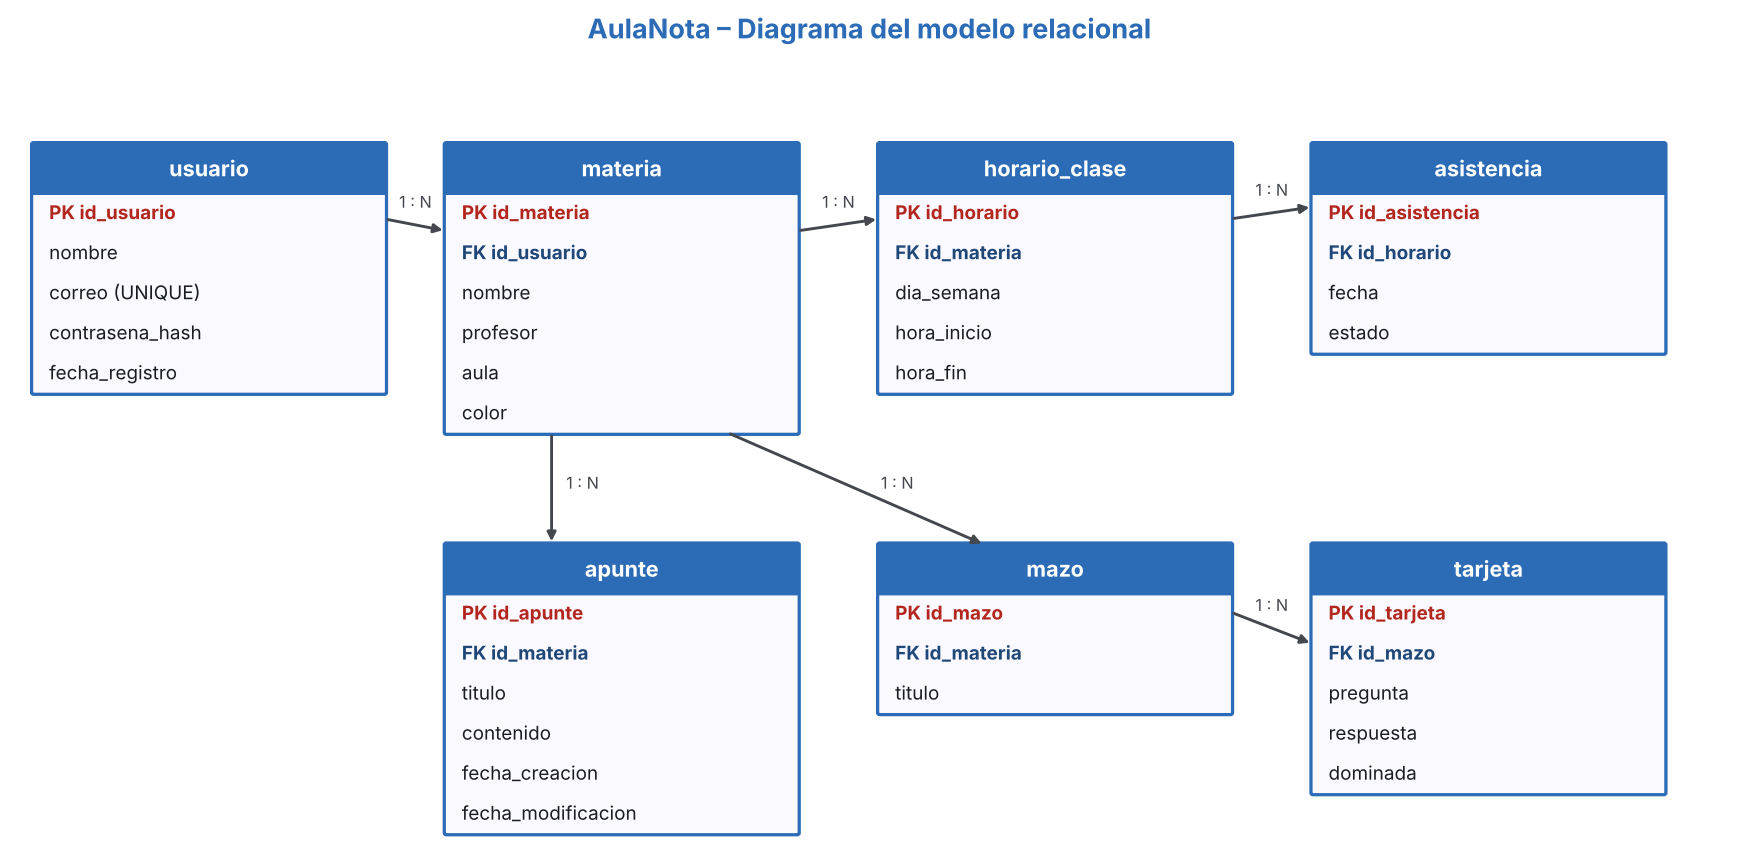 AulaNota – Diagrama del modelo relacional
usuario
PK id_usuario
nombre
correo (UNIQUE)
contrasena_hash
fecha_registro
1 : N
materia
PK id_materia
FK id_usuario
nombre
profesor
aula
color
1 : N
horario_clase
PK id_horario
FK id_materia
dia_semana
hora_inicio
hora_fin
1 : N
asistencia
PK id_asistencia
FK id_horario
fecha
estado
1 : N
1 : N
apunte
PK id_apunte
FK id_materia
titulo
contenido
fecha_creacion
fecha_modificacion
mazo
PK id_mazo
FK id_materia
titulo
1 : N
tarjeta
PK id_tarjeta
FK id_mazo
pregunta
respuesta
dominada